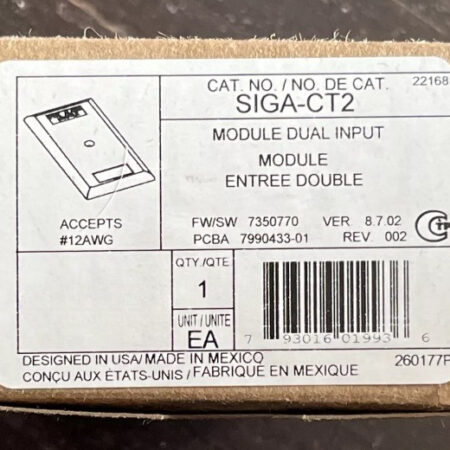 CAT. NO. / NO. DE CAT. 22168
SIGA-CT2
MODULE DUAL INPUT
MODULE
ENTREE DOUBLE
ACCEPTS
#12AWG
FW/SW 7350770 VER 8.7.02
PCBA 7990433-01 REV. 002
QTY./QTE
1
UNIT / UNITE
EA
7 93016 01993 6
DESIGNED IN USA/ MADE IN MEXICO
CONÇU AUX ÉTATS-UNIS / FABRIQUE EN MEXIQUE
260177P